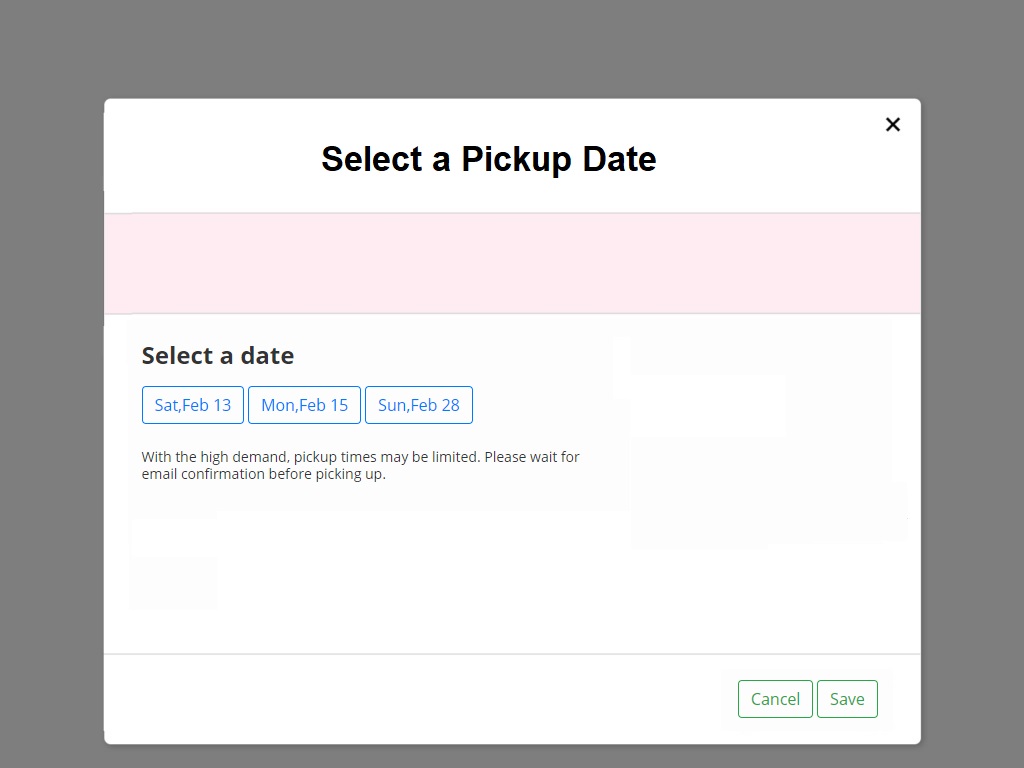 Select a Pickup Date
Select a date
Sat,Feb 13 Mon,Feb 15 Sun,Feb 28
With the high demand, pickup times may be limited. Please wait for
email confirmation before picking up.
Cancel Save